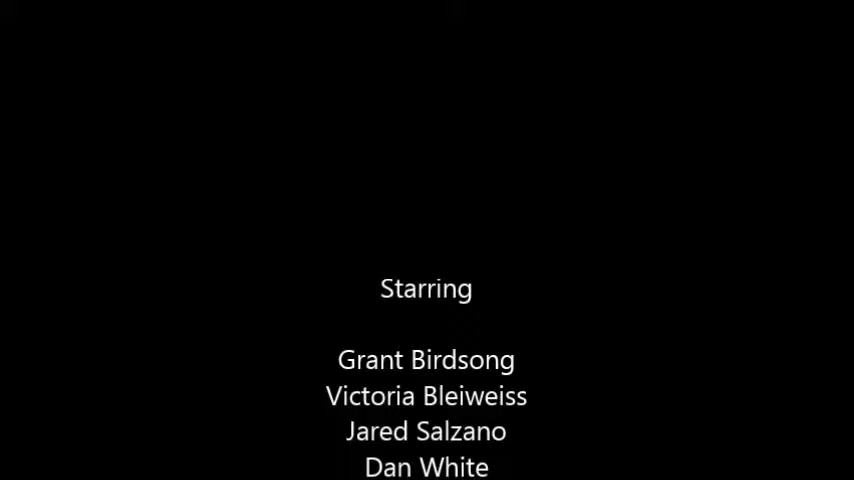 Starring
Grant Birdsong
Victoria Bleiweiss
Jared Salzano
Dan White